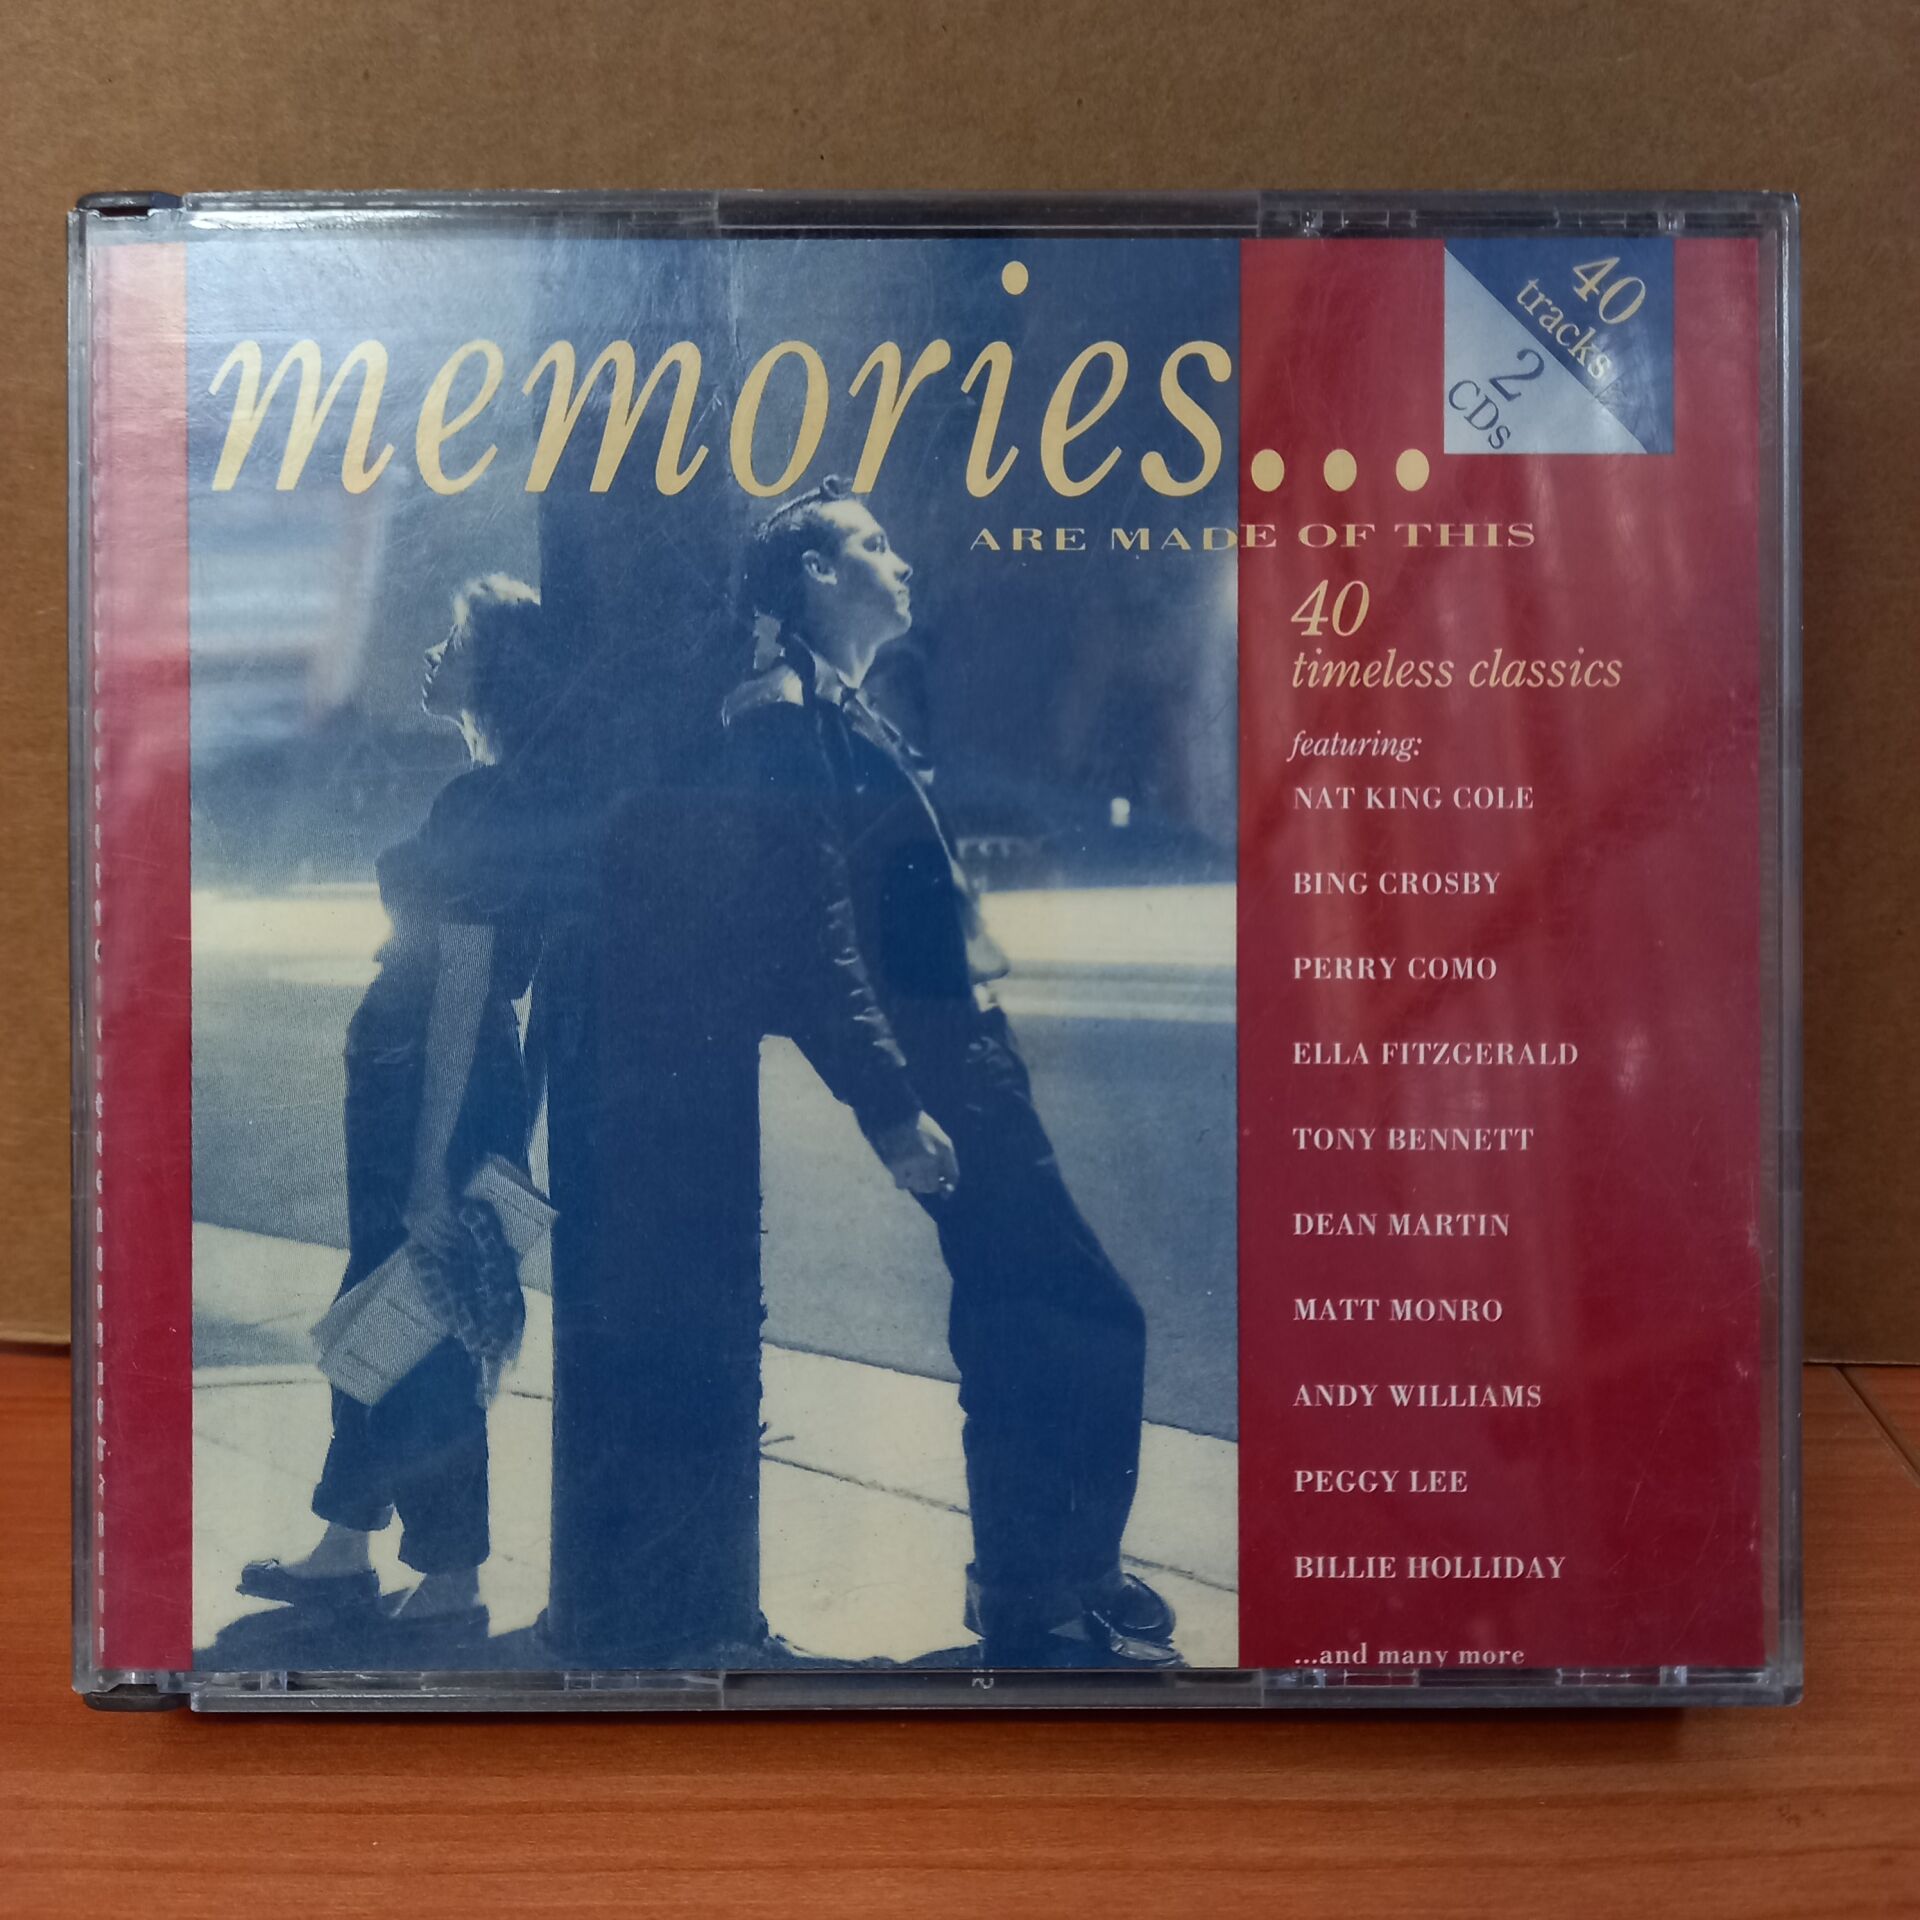 40
tracks
2
CDs
memories...
ARE MADE OF THIS
40
timeless classics
featuring:
NAT KING COLE
BING CROSBY
PERRY COMO
ELLA FITZGERALD
TONY BENNETT
DEAN MARTIN
MATT MONRO
ANDY WILLIAMS
PEGGY LEE
BILLIE HOLLIDAY
...and many more